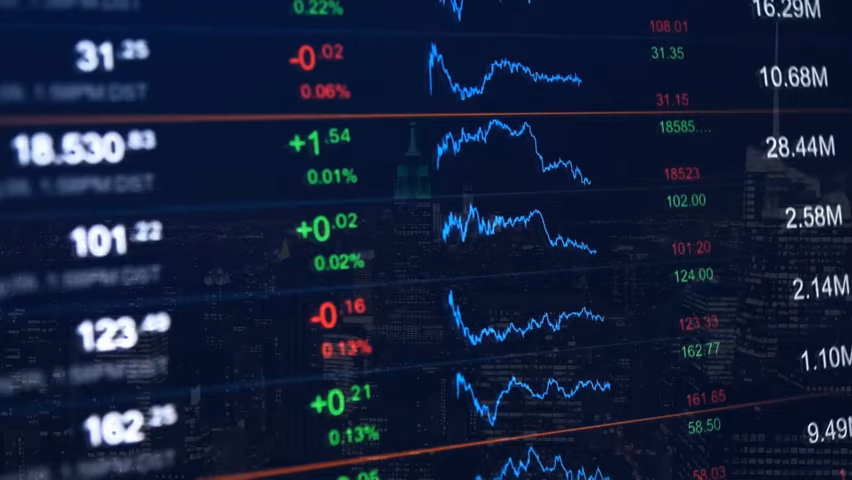 0.22% 16.29M
108.01
31.25 -0.02 31.35
0.06% 31.15 10.68M
18.530.83 +1.54 18585.... 28.44M
0.01% 18523
101.22 +0.02 102.00 2.58M
0.02% 101.20
-0.16 124.00 2.14M
0.13% 123.33
162.25 +0.21 162.77 1.10M
0.13% 161.65
58.50 9.49M
58.03